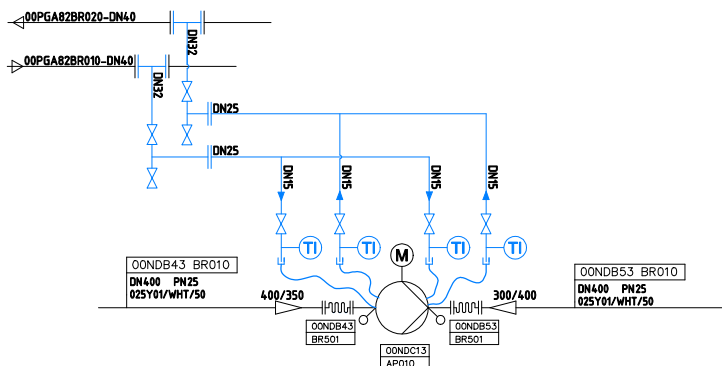 00PGA82BR020-DN40
DN32
00PGA82BR010-DN40
DN32
DN25
DN25
DN15
DN15
DN15
DN15
TI
TI
TI
TI
M
00NDB43 BR010
DN400 PN25
025Y01/WHT/50
400/350
300/400
00NDB53 BR010
DN400 PN25
025Y01/WHT/50
00NDB43
BR501
00NDB53
BR501
00NDC13
AP010